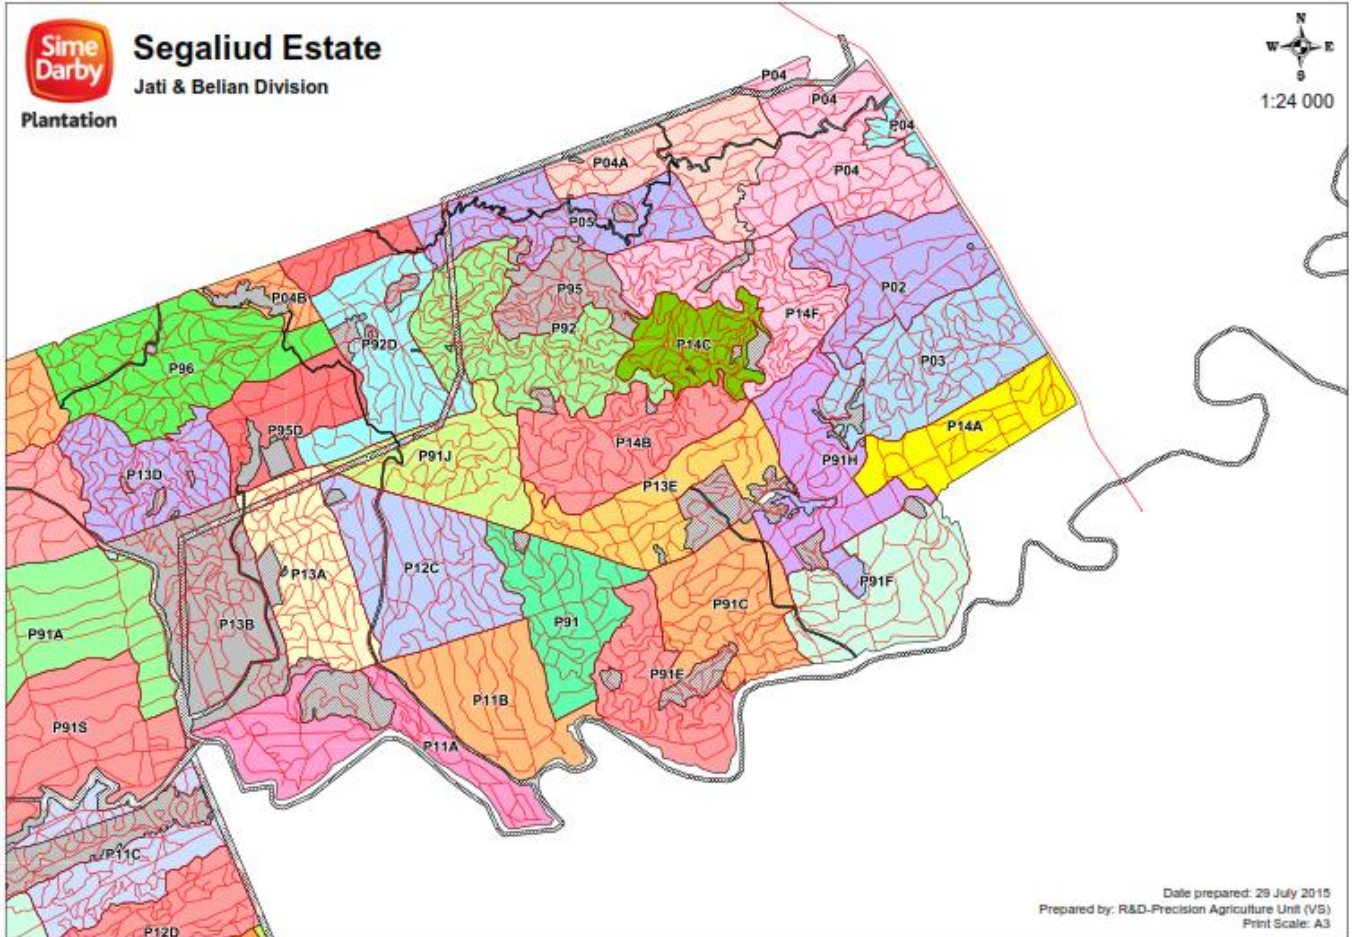 Sime
Darby
Plantation
Segaliud Estate
Jati & Belian Division
N
W E
S
1:24 000
P04
P04
P04
P04A
P04
P05
P04B
P95
P02
P92
P14F
P92D
P14C
P96
P03
P95D
P14A
P14B
P91J
P91H
P13D
P13E
P12C
P13A
P91F
P91C
P91
P13B
P91A
P91E
P11B
P91S
P11A
P11C
P12D
Date prepared: 29 July 2015
Prepared by: R&D-Precision Agriculture Unit (VS)
Print Scale: A3